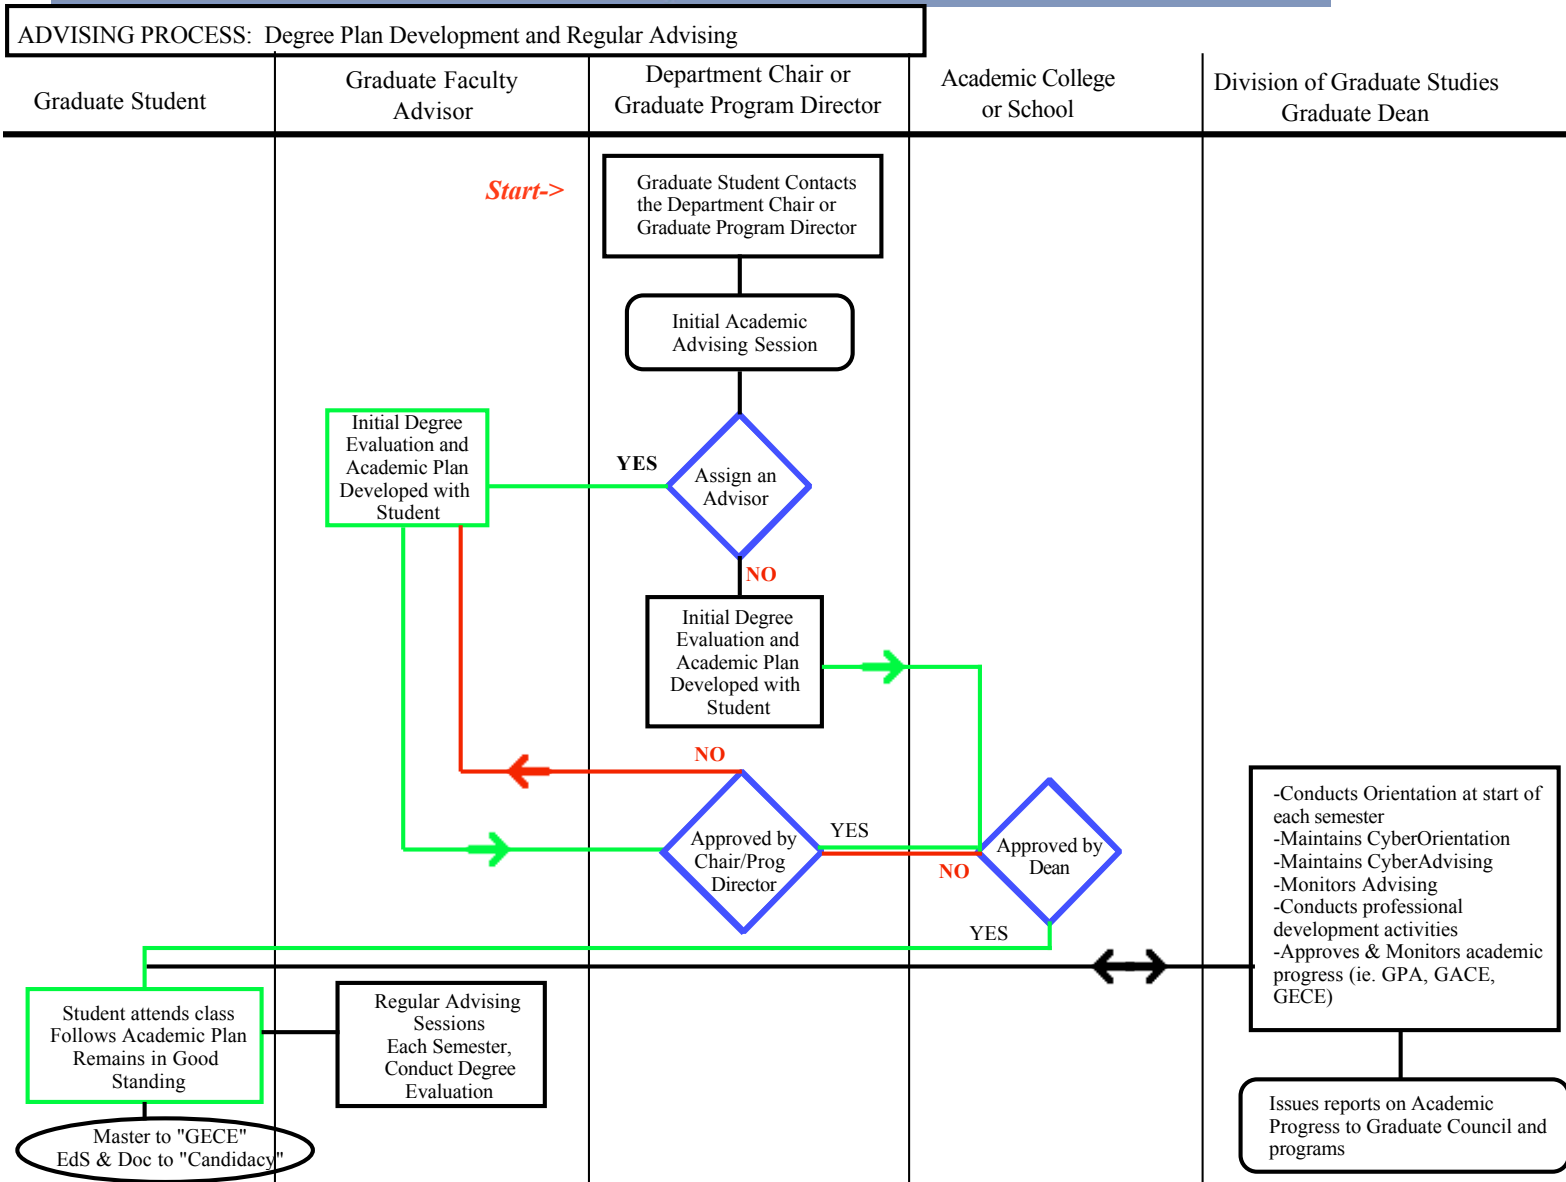 ADVISING PROCESS:  Degree Plan Development and Regular Advising
Graduate Student
Graduate Faculty
Advisor
Department Chair or
Graduate Program Director
Academic College
or School
Division of Graduate Studies
Graduate Dean
Start->
Graduate Student Contacts
the Department Chair or
Graduate Program Director
Initial Academic
Advising Session
Initial Degree
Evaluation and
Academic Plan
Developed with
Student
YES
Assign an
Advisor
NO
Initial Degree
Evaluation and
Academic Plan
Developed with
Student
NO
Approved by
Chair/Prog
Director
YES
NO
Approved by
Dean
YES
-Conducts Orientation at start of
each semester
-Maintains CyberOrientation
-Maintains CyberAdvising
-Monitors Advising
-Conducts professional
development activities
-Approves & Monitors academic
progress (ie. GPA, GACE,
GECE)
Student attends class
Follows Academic Plan
Remains in Good
Standing
Regular Advising
Sessions
Each Semester,
Conduct Degree
Evaluation
Master to "GECE"
EdS & Doc to "Candidacy"
Issues reports on Academic
Progress to Graduate Council and
programs